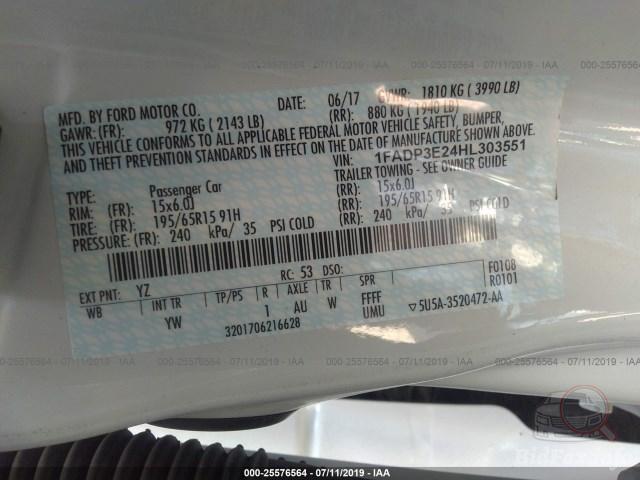 000-25576564 - 07/11/2019 - IAA
MFD. BY FORD MOTOR CO. DATE: 06/17 GVWR: 1810 KG ( 3990 LB)
GAWR: (FR): 972 KG ( 2143 LB) (RR): 880 KG ( 1940 LB)
THIS VEHICLE CONFORMS TO ALL APPLICABLE FEDERAL MOTOR VEHICLE SAFETY, BUMPER,
AND THEFT PREVENTION STANDARDS IN EFFECT ON THE DATE OF MANUFACTURE SHOWN ABOVE.
VIN: 1FADP3E24HL303551
TYPE: Passenger Car TRAILER TOWING - SEE OWNER GUIDE
RIM: (FR): 15x6.0J (RR): 15x6.0J
TIRE: (FR): 195/65R15 91H (RR): 195/65R15 91H
PRESSURE: (FR): 240 kPa/ 35 PSI COLD (RR): 240 kPa/ 35 PSI COLD
EXT PNT: YZ RC: 53 DSO: F0108
WB INT TR TP/PS R AXLE TR SPR R0101
YW 1 AU W FFFF
UMU
3201706216628 ▽5U5A-3520472-AA
BidFax.info
000-25576564 - 07/11/2019 - IAA